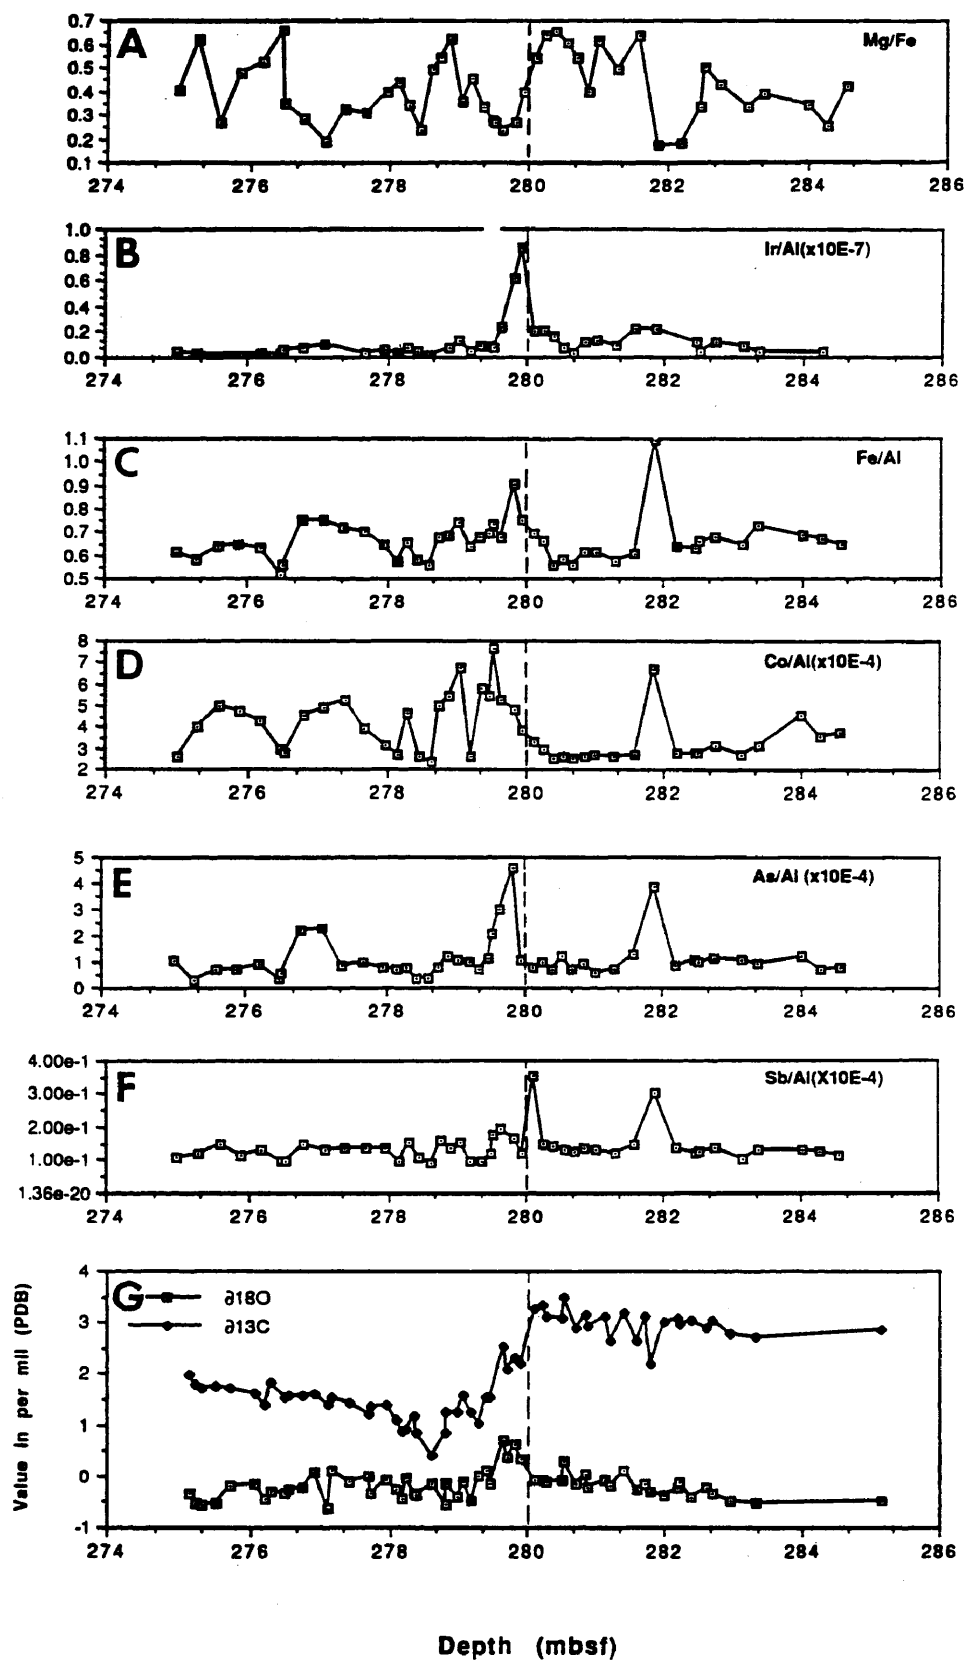 A
Mg/Fe
0.7
0.6
0.5
0.4
0.3
0.2
0.1
274 276 278 280 282 284 286
B
Ir/Al(x10E-7)
1.0
0.8
0.6
0.4
0.2
0.0
274 276 278 280 282 284 286
C
Fe/Al
1.1
1.0
0.9
0.8
0.7
0.6
0.5
274 276 278 280 282 284 286
D
Co/Al(x10E-4)
8
7
6
5
4
3
2
274 276 278 280 282 284 286
E
As/Al (x10E-4)
5
4
3
2
1
0
274 276 278 280 282 284 286
F
Sb/Al(X10E-4)
4.00e-1
3.00e-1
2.00e-1
1.00e-1
1.36e-20
274 276 278 280 282 284 286
G
∂18O
∂13C
Value in per mil (PDB)
4
3
2
1
0
-1
274 276 278 280 282 284 286
Depth (mbsf)